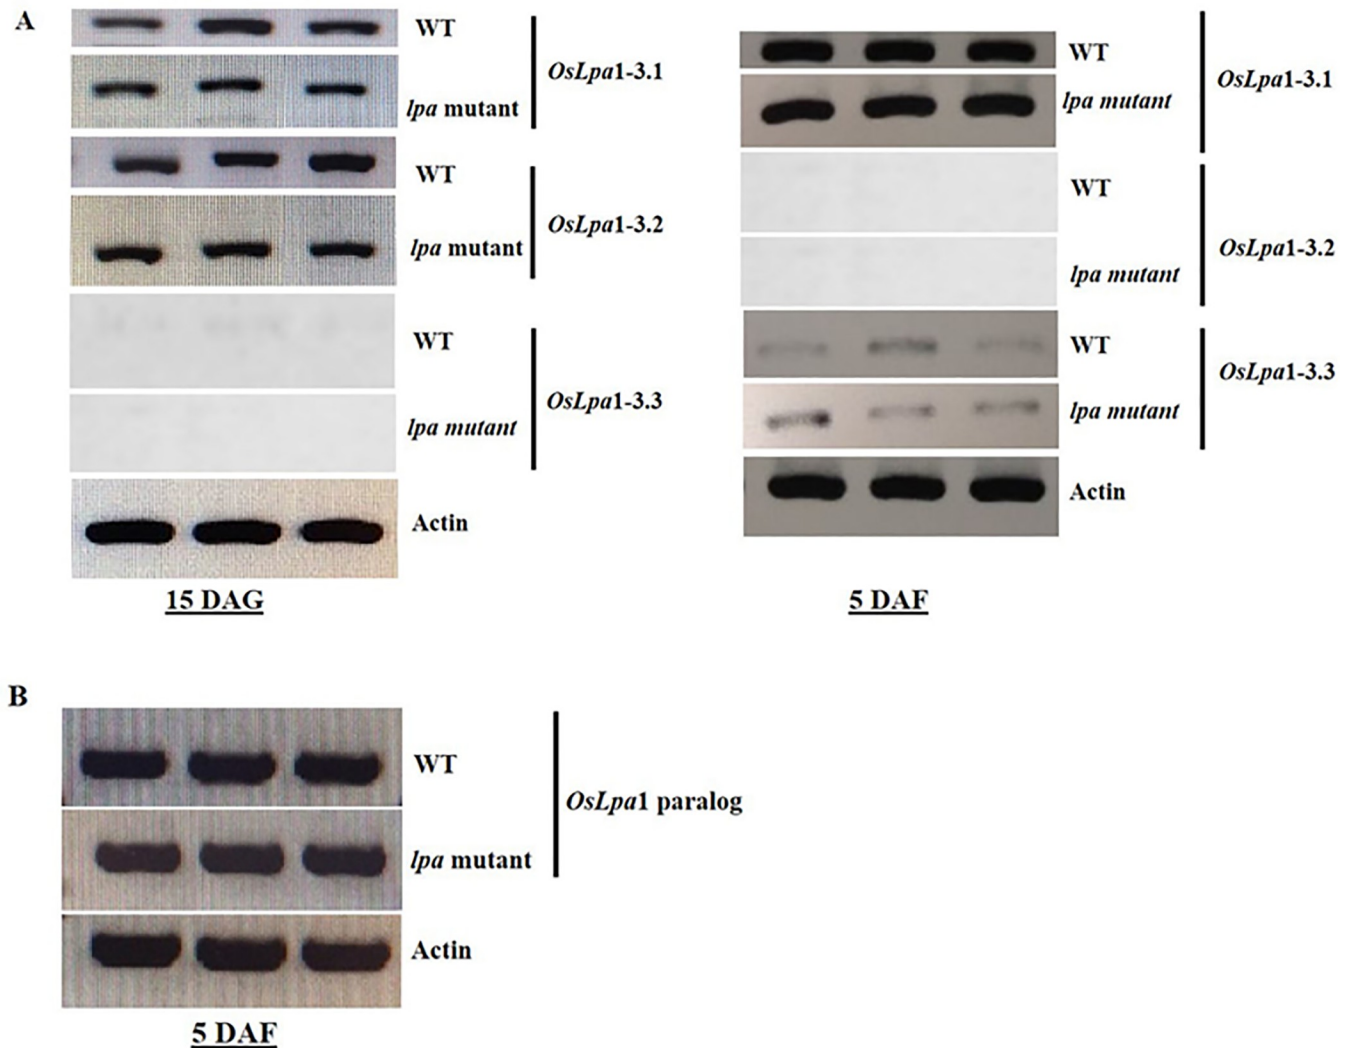 A
WT
lpa mutant
OsLpa1-3.1
WT
lpa mutant
OsLpa1-3.2
WT
lpa mutant
OsLpa1-3.3
Actin
15 DAG
WT
lpa mutant
OsLpa1-3.1
WT
lpa mutant
OsLpa1-3.2
WT
lpa mutant
OsLpa1-3.3
Actin
5 DAF
B
WT
lpa mutant
OsLpa1 paralog
Actin
5 DAF